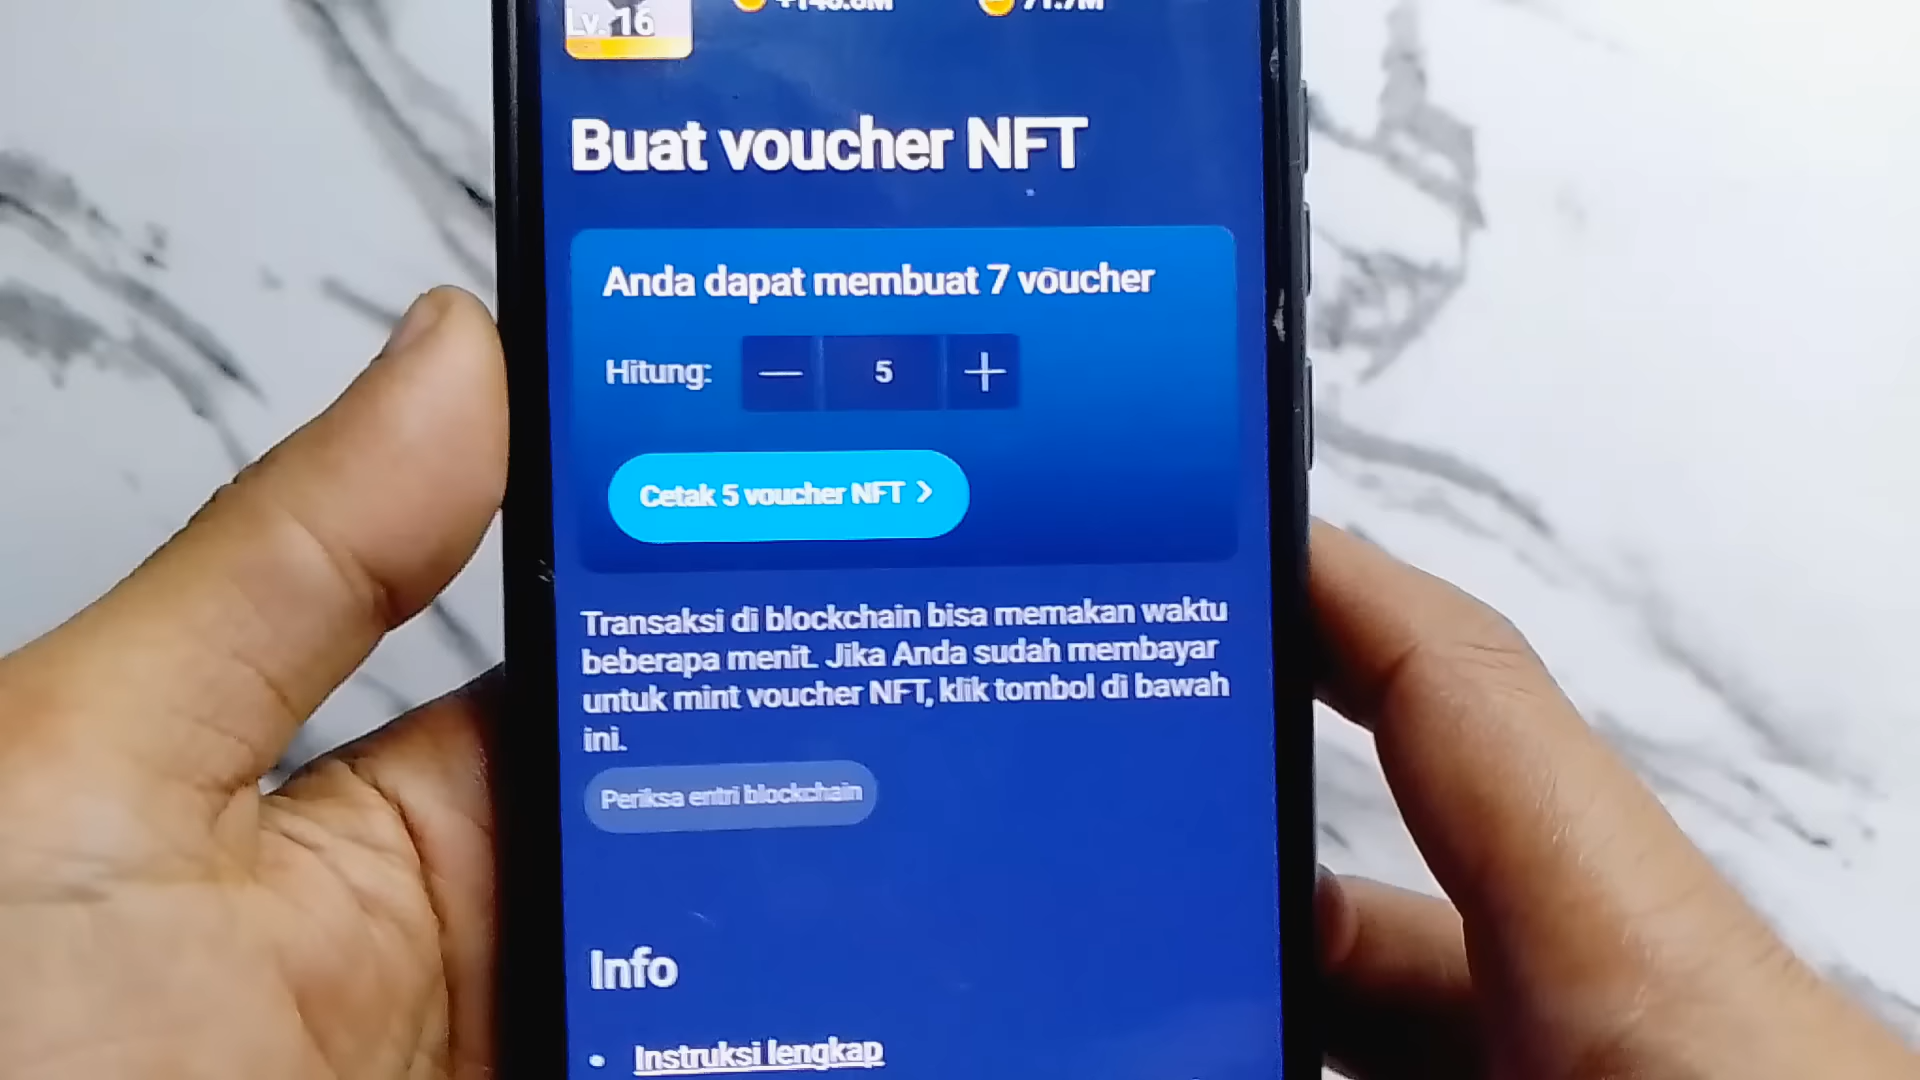 Lv. 16
Buat voucher NFT
Anda dapat membuat 7 voucher
Hitung: — 5 +
Cetak 5 voucher NFT >
Transaksi di blockchain bisa memakan waktu
beberapa menit. Jika Anda sudah membayar
untuk mint voucher NFT, klik tombol di bawah
ini.
Periksa entri blockchain
Info
• Instruksi lengkap